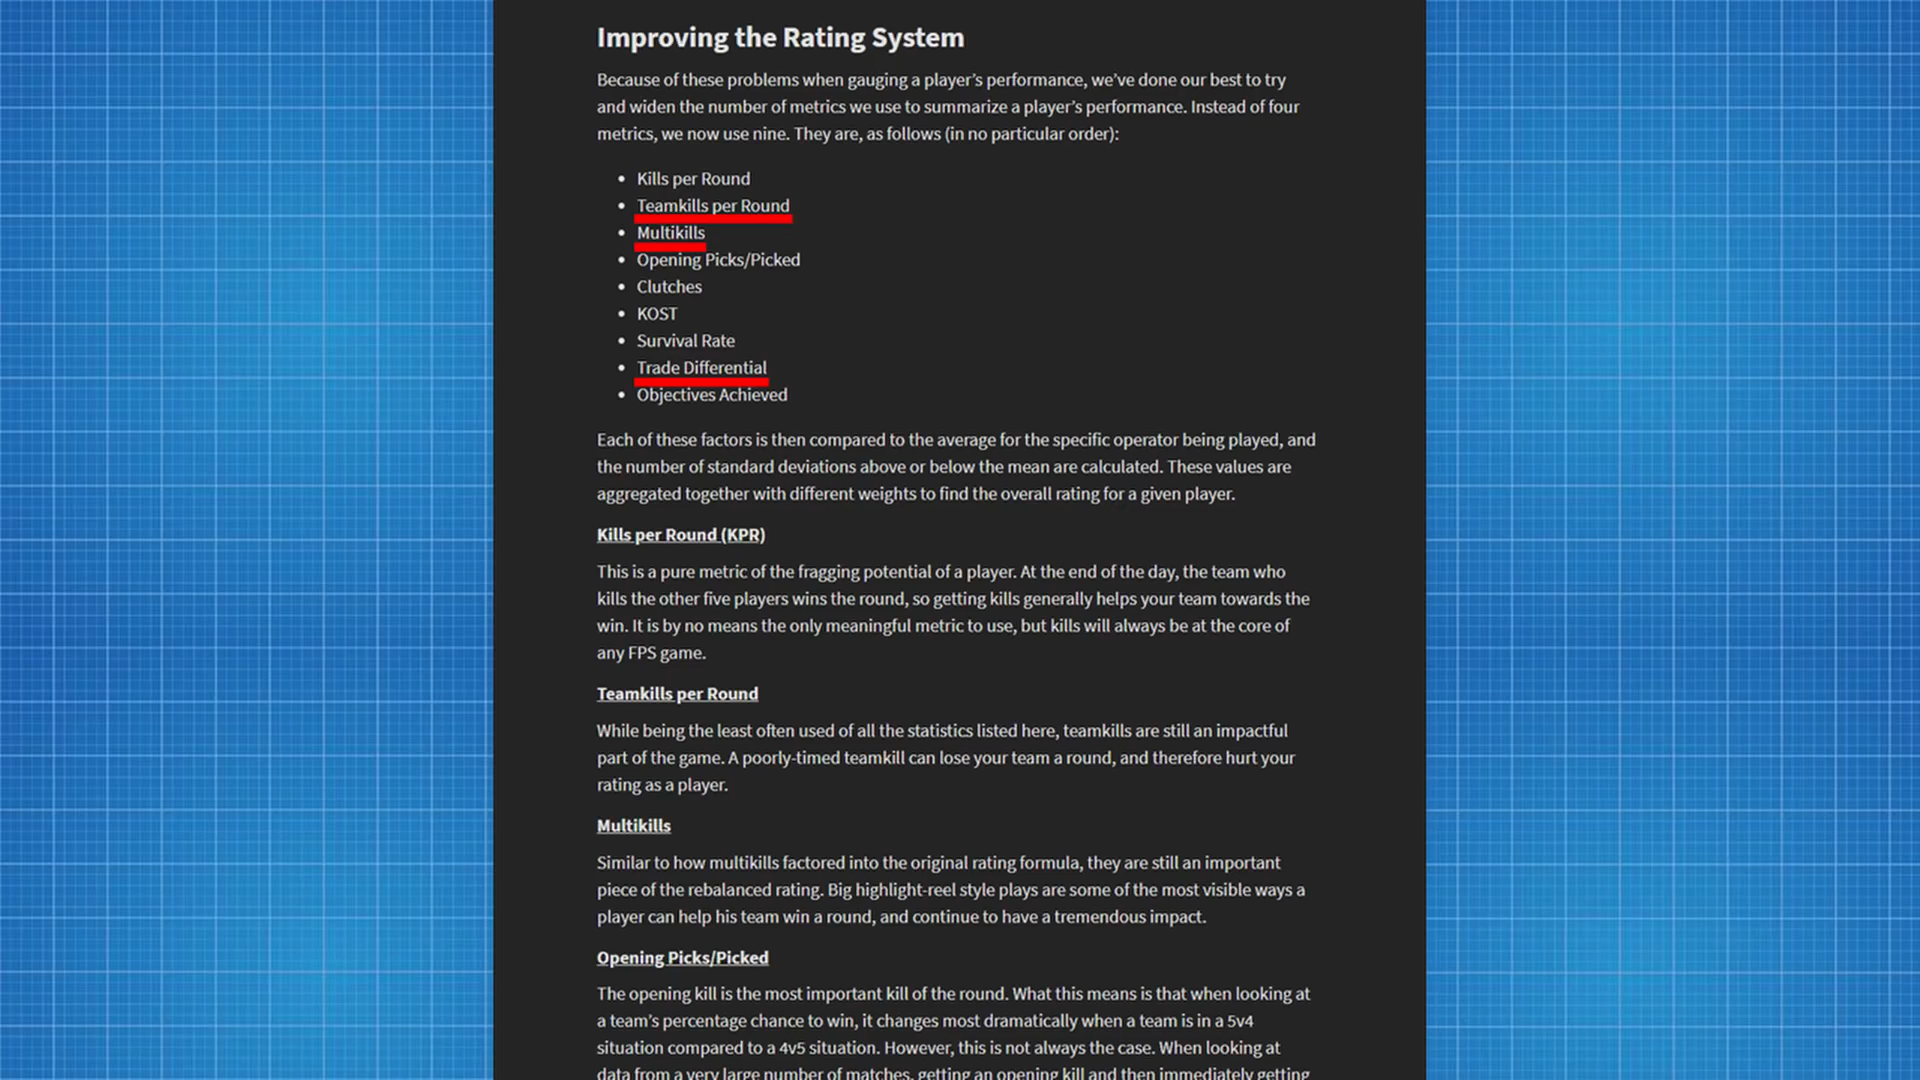 Improving the Rating System
Because of these problems when gauging a player’s performance, we’ve done our best to try
and widen the number of metrics we use to summarize a player’s performance. Instead of four
metrics, we now use nine. They are, as follows (in no particular order):
• Kills per Round
• Teamkills per Round
• Multikills
• Opening Picks/Picked
• Clutches
• KOST
• Survival Rate
• Trade Differential
• Objectives Achieved
Each of these factors is then compared to the average for the specific operator being played, and
the number of standard deviations above or below the mean are calculated. These values are
aggregated together with different weights to find the overall rating for a given player.
Kills per Round (KPR)
This is a pure metric of the fragging potential of a player. At the end of the day, the team who
kills the other five players wins the round, so getting kills generally helps your team towards the
win. It is by no means the only meaningful metric to use, but kills will always be at the core of
any FPS game.
Teamkills per Round
While being the least often used of all the statistics listed here, teamkills are still an impactful
part of the game. A poorly-timed teamkill can lose your team a round, and therefore hurt your
rating as a player.
Multikills
Similar to how multikills factored into the original rating formula, they are still an important
piece of the rebalanced rating. Big highlight-reel style plays are some of the most visible ways a
player can help his team win a round, and continue to have a tremendous impact.
Opening Picks/Picked
The opening kill is the most important kill of the round. What this means is that when looking at
a team’s percentage chance to win, it changes most dramatically when a team is in a 5v4
situation compared to a 4v5 situation. However, this is not always the case. When looking at
data from a very large number of matches, getting an opening kill and then immediately getting